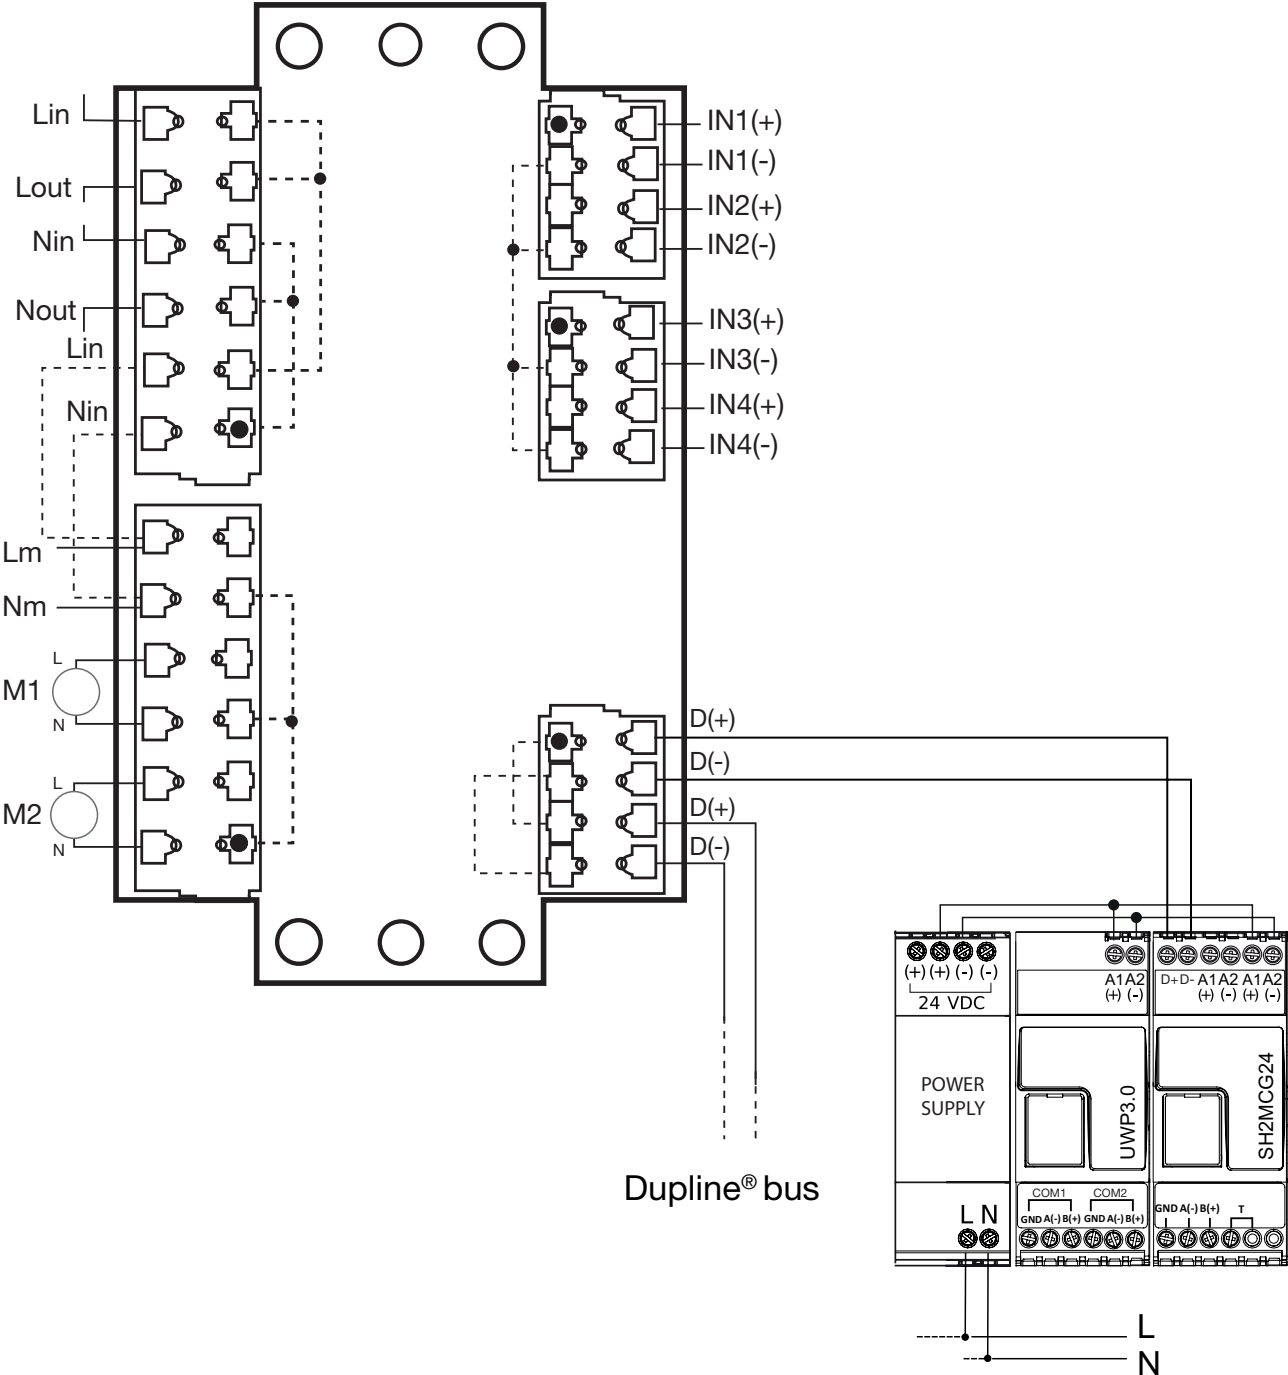 Lin
Lout
Nin
Nout
Lin
Nin
Lm
Nm
L
M1
N
L
M2
N
IN1(+)
IN1(-)
IN2(+)
IN2(-)
IN3(+)
IN3(-)
IN4(+)
IN4(-)
D(+)
D(-)
D(+)
D(-)
Dupline® bus
(+) (+) (-) (-)
24 VDC
POWER
SUPPLY
L N
A1 A2
(+) (-)
UWP3.0
COM1 COM2
GND A(-) B(+) GND A(-) B(+)
D+ D- A1 A2 A1 A2
(+) (-) (+) (-)
SH2MCG24
GND A(-) B(+) T
L
N